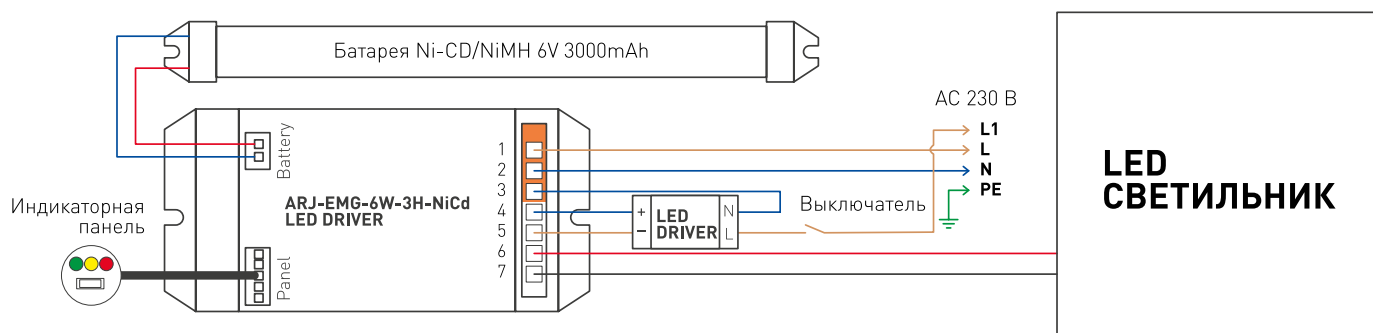 Батарея Ni-CD/NiMH 6V 3000mAh
AC 230 В
L1
L
N
PE
Battery
1
2
3
4
5
6
7
ARJ-EMG-6W-3H-NiCd
LED DRIVER
Индикаторная
панель
Panel
+
−
LED
DRIVER
N
L
Выключатель
LED
СВЕТИЛЬНИК